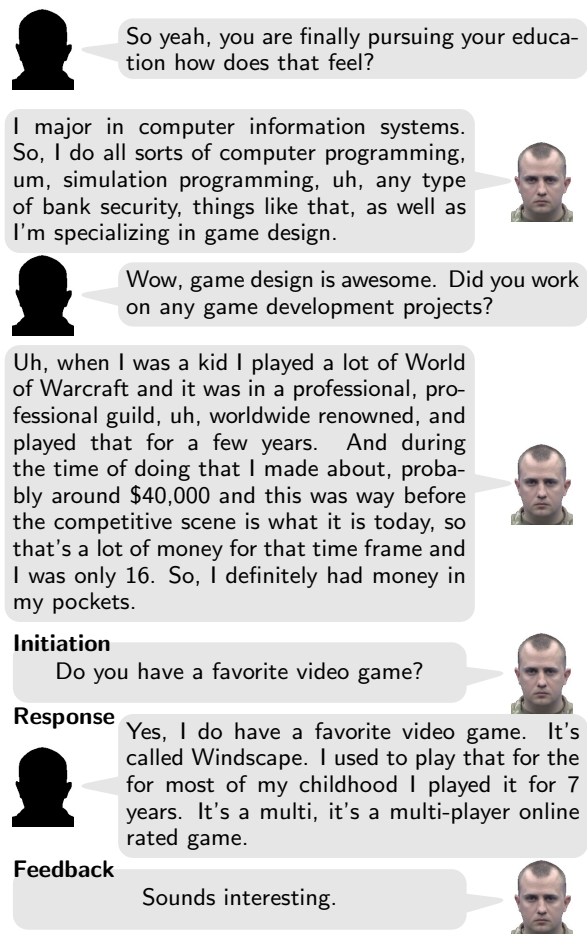 So yeah, you are finally pursuing your educa-
tion how does that feel?
I major in computer information systems.
So, I do all sorts of computer programming,
um, simulation programming, uh, any type
of bank security, things like that, as well as
I'm specializing in game design.
Wow, game design is awesome. Did you work
on any game development projects?
Uh, when I was a kid I played a lot of World
of Warcraft and it was in a professional, pro-
fessional guild, uh, worldwide renowned, and
played that for a few years. And during
the time of doing that I made about, proba-
bly around $40,000 and this was way before
the competitive scene is what it is today, so
that's a lot of money for that time frame and
I was only 16. So, I definitely had money in
my pockets.
Initiation
Do you have a favorite video game?
Response
Yes, I do have a favorite video game. It's
called Windscape. I used to play that for the
for most of my childhood I played it for 7
years. It's a multi, it's a multi-player online
rated game.
Feedback
Sounds interesting.